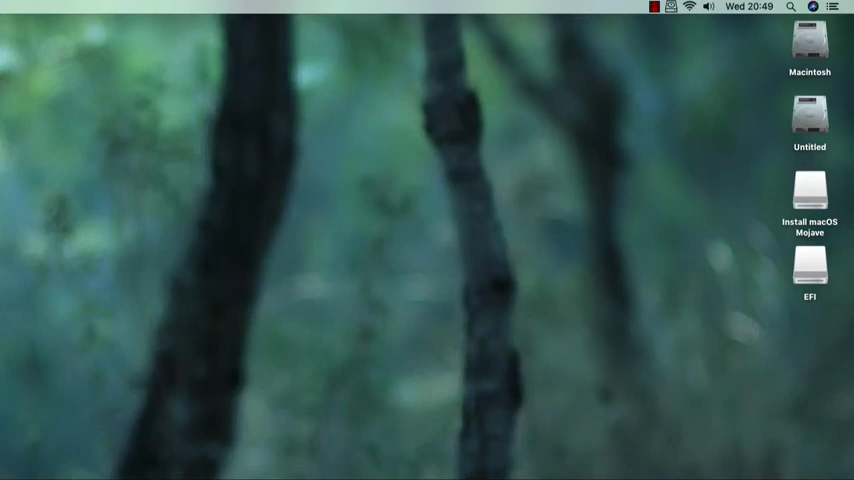 Wed 20:49
Macintosh
Untitled
Install macOS
Mojave
EFI